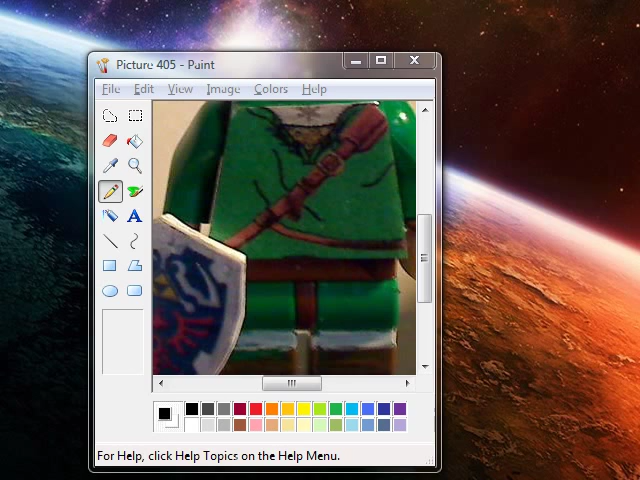 Picture 405 - Paint
File Edit View Image Colors Help
A
For Help, click Help Topics on the Help Menu.